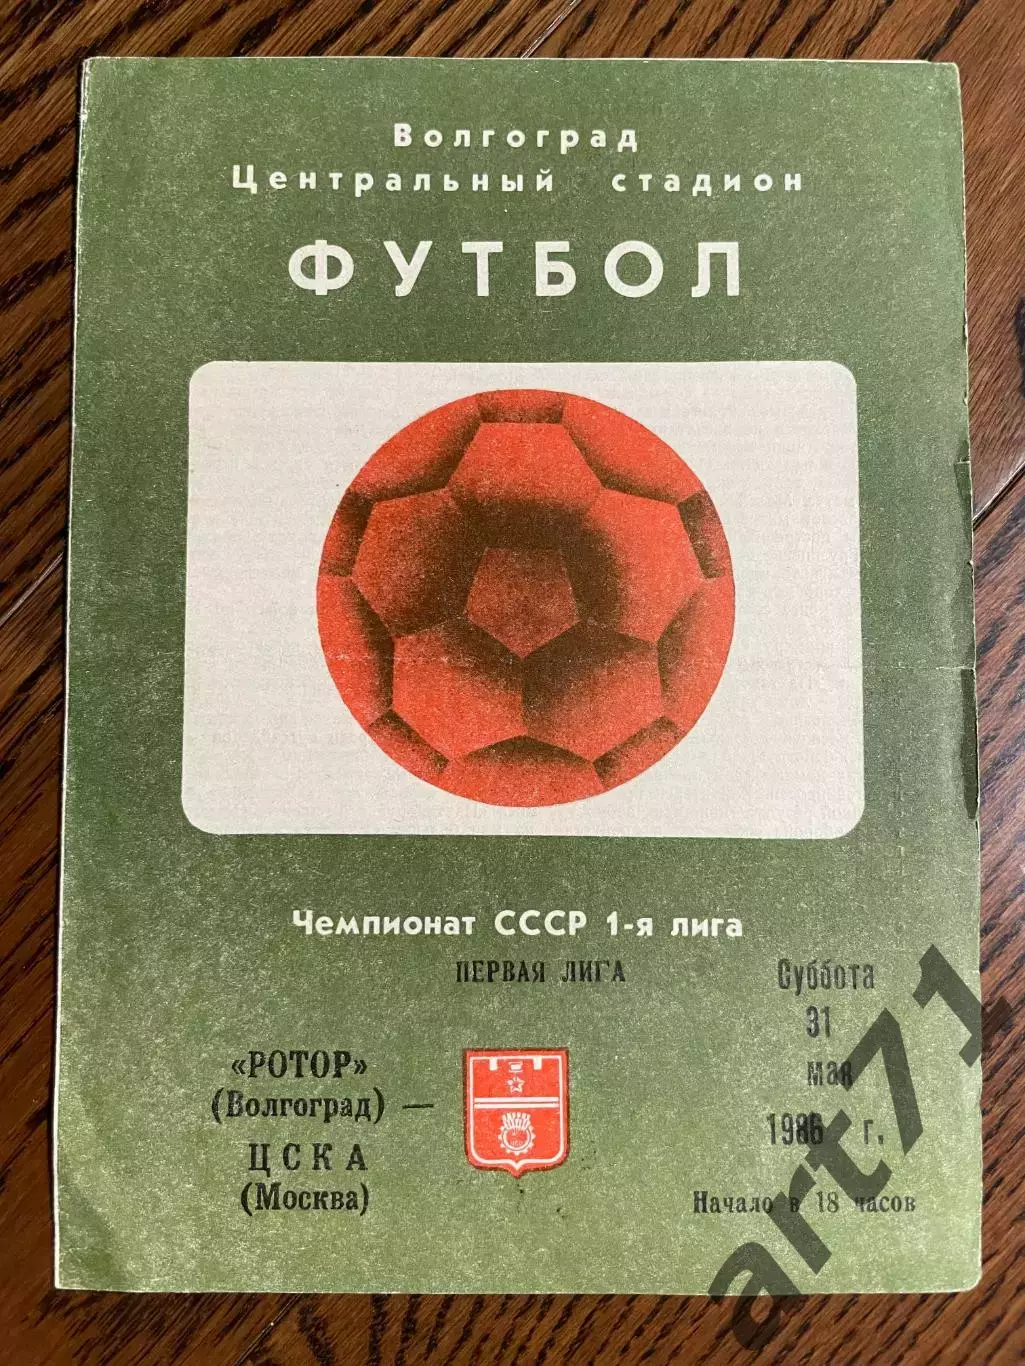 Волгоград
Центральный стадион
ФУТБОЛ
Чемпионат СССР 1-я лига
ПЕРВАЯ ЛИГА
Суббота
31
мая
1986 г.
Начало в 18 часов
«РОТОР»
(Волгоград) —
ЦСКА
(Москва)
art71